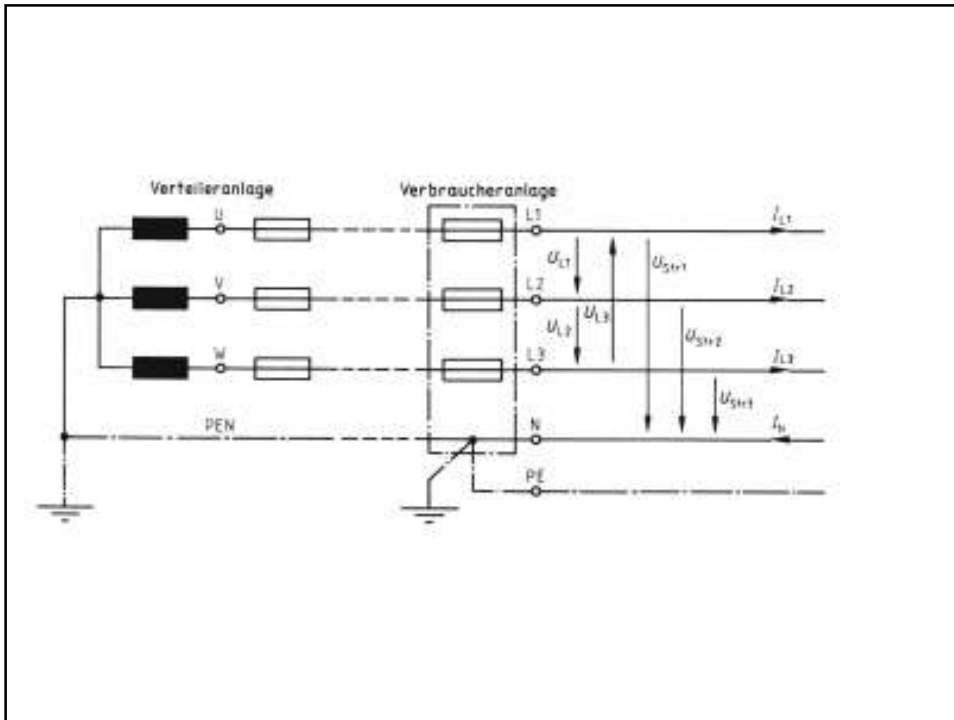 Verteileranlage
Verbraucheranlage
U
L1
I_L1
U_L1
U_Str1
V
L2
I_L2
U_L2
U_L3
U_Str2
W
L3
I_L3
U_Str3
PEN
N
I_N
PE